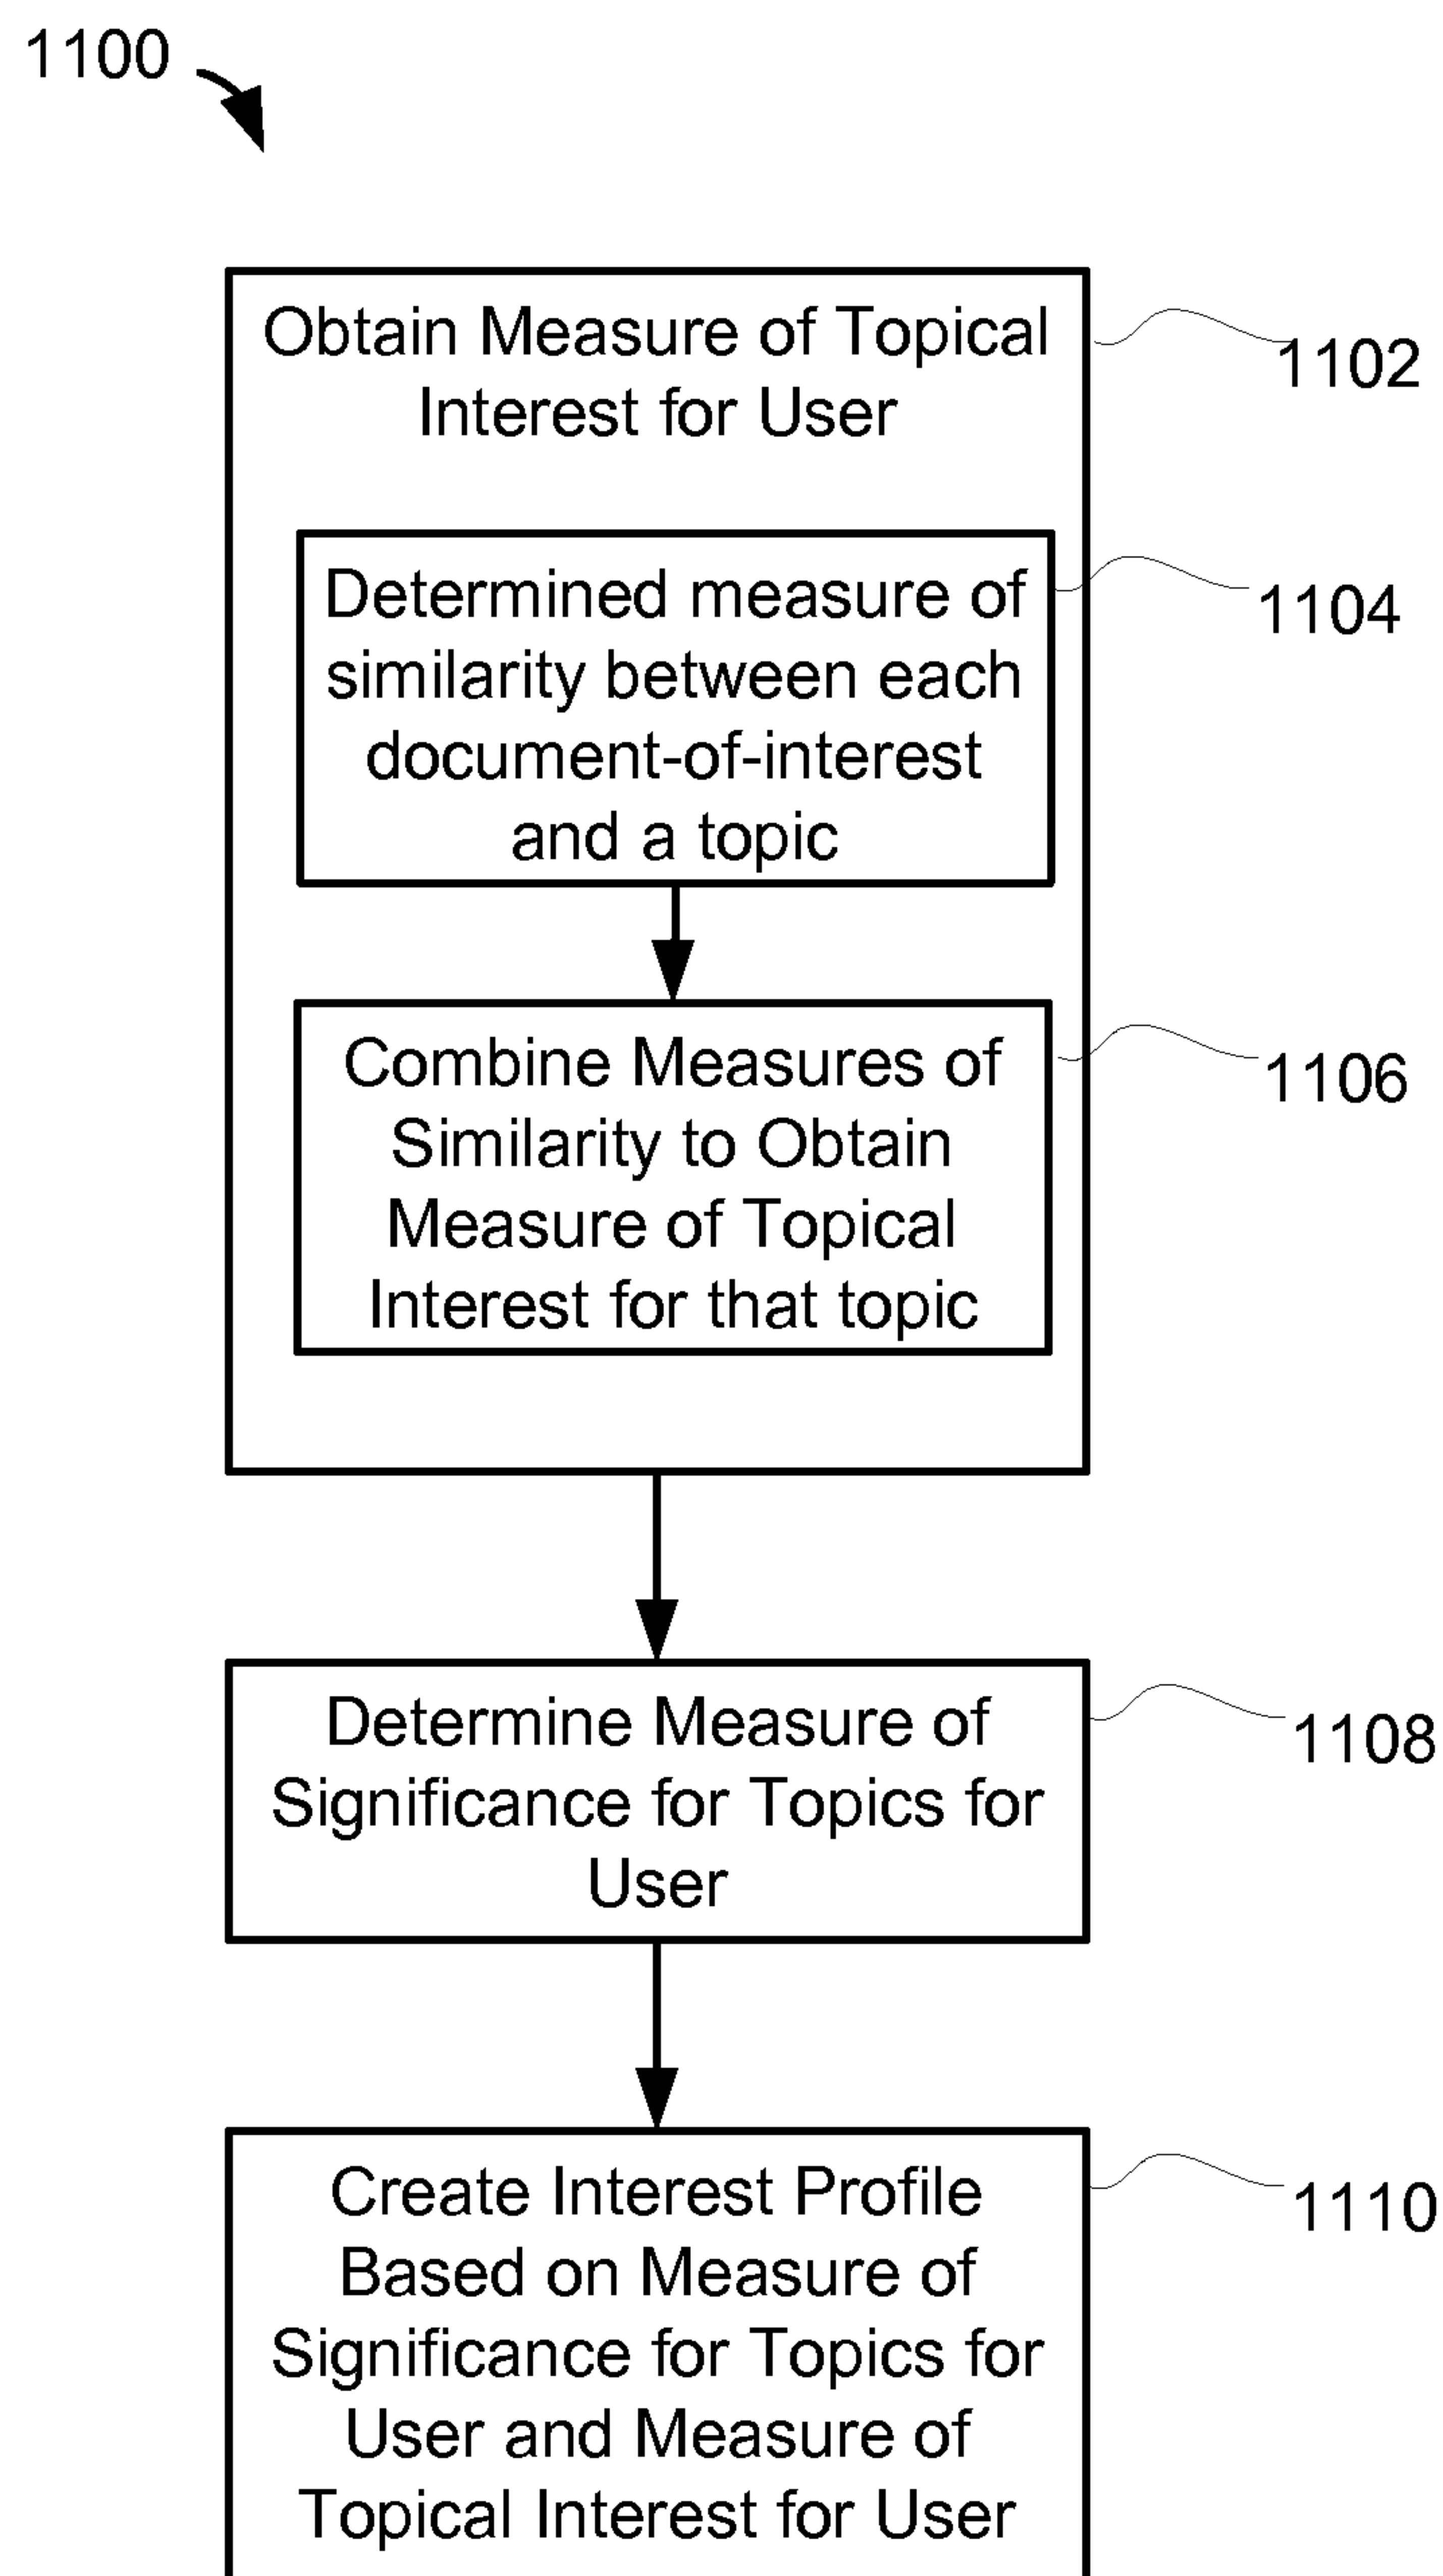 1100
Obtain Measure of Topical
Interest for User
1102
Determined measure of
similarity between each
document-of-interest
and a topic
1104
Combine Measures of
Similarity to Obtain
Measure of Topical
Interest for that topic
1106
Determine Measure of
Significance for Topics for
User
1108
Create Interest Profile
Based on Measure of
Significance for Topics for
User and Measure of
Topical Interest for User
1110